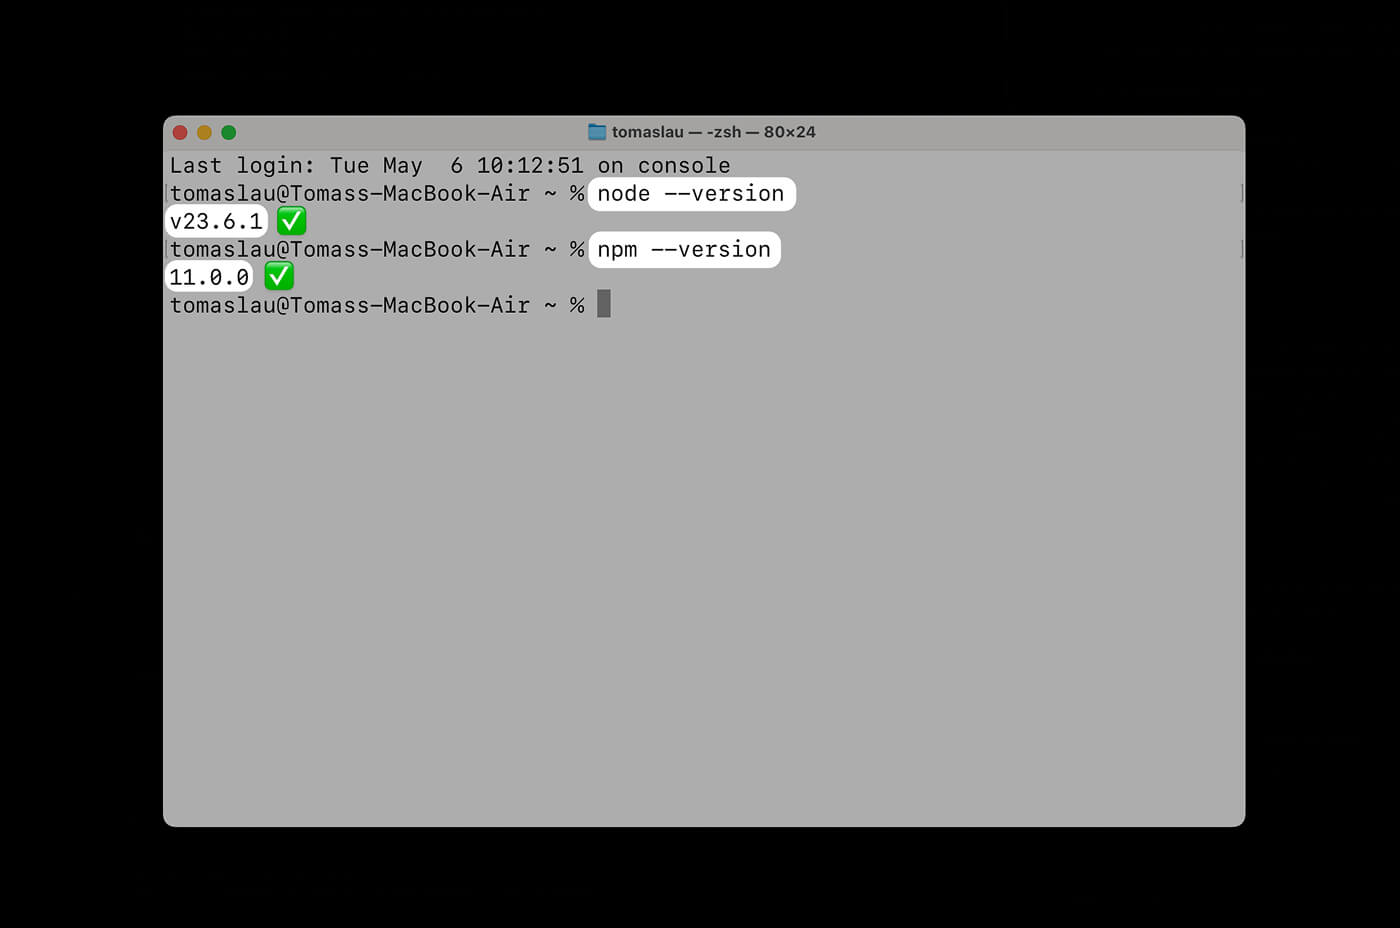 tomaslau — -zsh — 80×24
Last login: Tue May  6 10:12:51 on console
tomaslau@Tomass-MacBook-Air ~ % node --version
v23.6.1 ✅
tomaslau@Tomass-MacBook-Air ~ % npm --version
11.0.0 ✅
tomaslau@Tomass-MacBook-Air ~ %